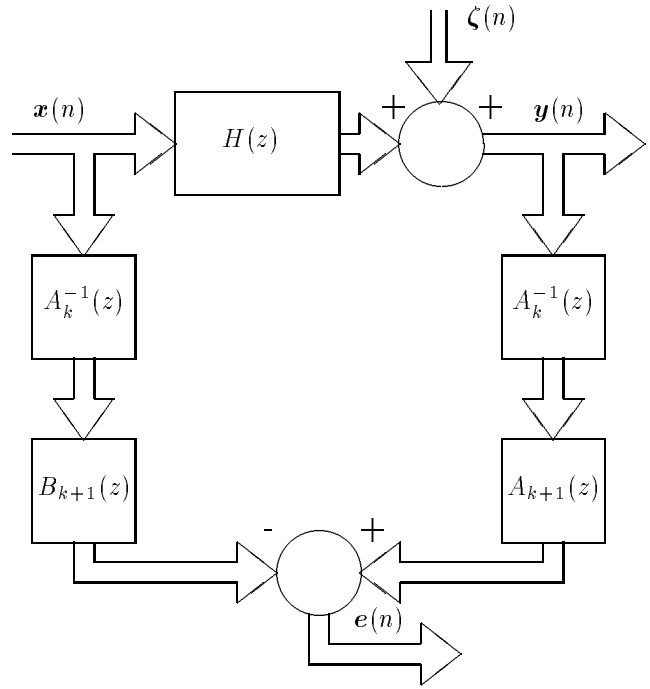 ζ(n)
x(n)
+
+
y(n)
H(z)
A_k^{-1}(z)
A_k^{-1}(z)
B_{k+1}(z)
A_{k+1}(z)
-
+
e(n)